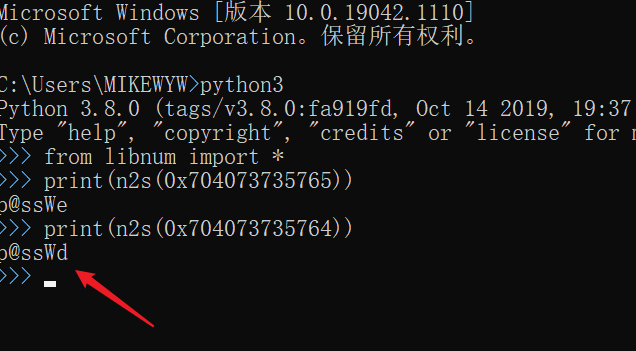 Microsoft Windows [版本 10.0.19042.1110]
(c) Microsoft Corporation。保留所有权利。
C:\Users\MIKEWYW>python3
Python 3.8.0 (tags/v3.8.0:fa919fd, Oct 14 2019, 19:37
Type "help", "copyright", "credits" or "license" for
>>> from libnum import *
>>> print(n2s(0x704073735765))
p@ssWe
>>> print(n2s(0x704073735764))
p@ssWd
>>>